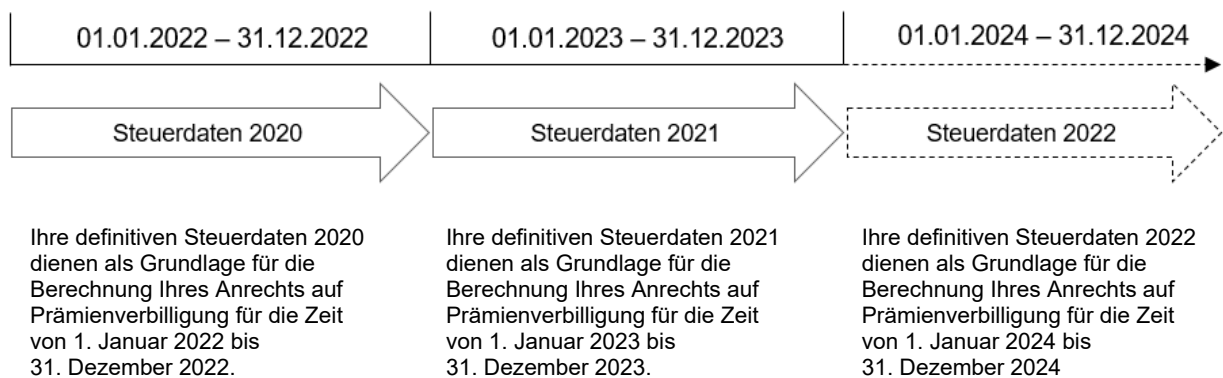 01.01.2022 – 31.12.2022
01.01.2023 – 31.12.2023
01.01.2024 – 31.12.2024
Steuerdaten 2020
Steuerdaten 2021
Steuerdaten 2022
Ihre definitiven Steuerdaten 2020
dienen als Grundlage für die
Berechnung Ihres Anrechts auf
Prämienverbilligung für die Zeit
von 1. Januar 2022 bis
31. Dezember 2022.
Ihre definitiven Steuerdaten 2021
dienen als Grundlage für die
Berechnung Ihres Anrechts auf
Prämienverbilligung für die Zeit
von 1. Januar 2023 bis
31. Dezember 2023.
Ihre definitiven Steuerdaten 2022
dienen als Grundlage für die
Berechnung Ihres Anrechts auf
Prämienverbilligung für die Zeit
von 1. Januar 2024 bis
31. Dezember 2024